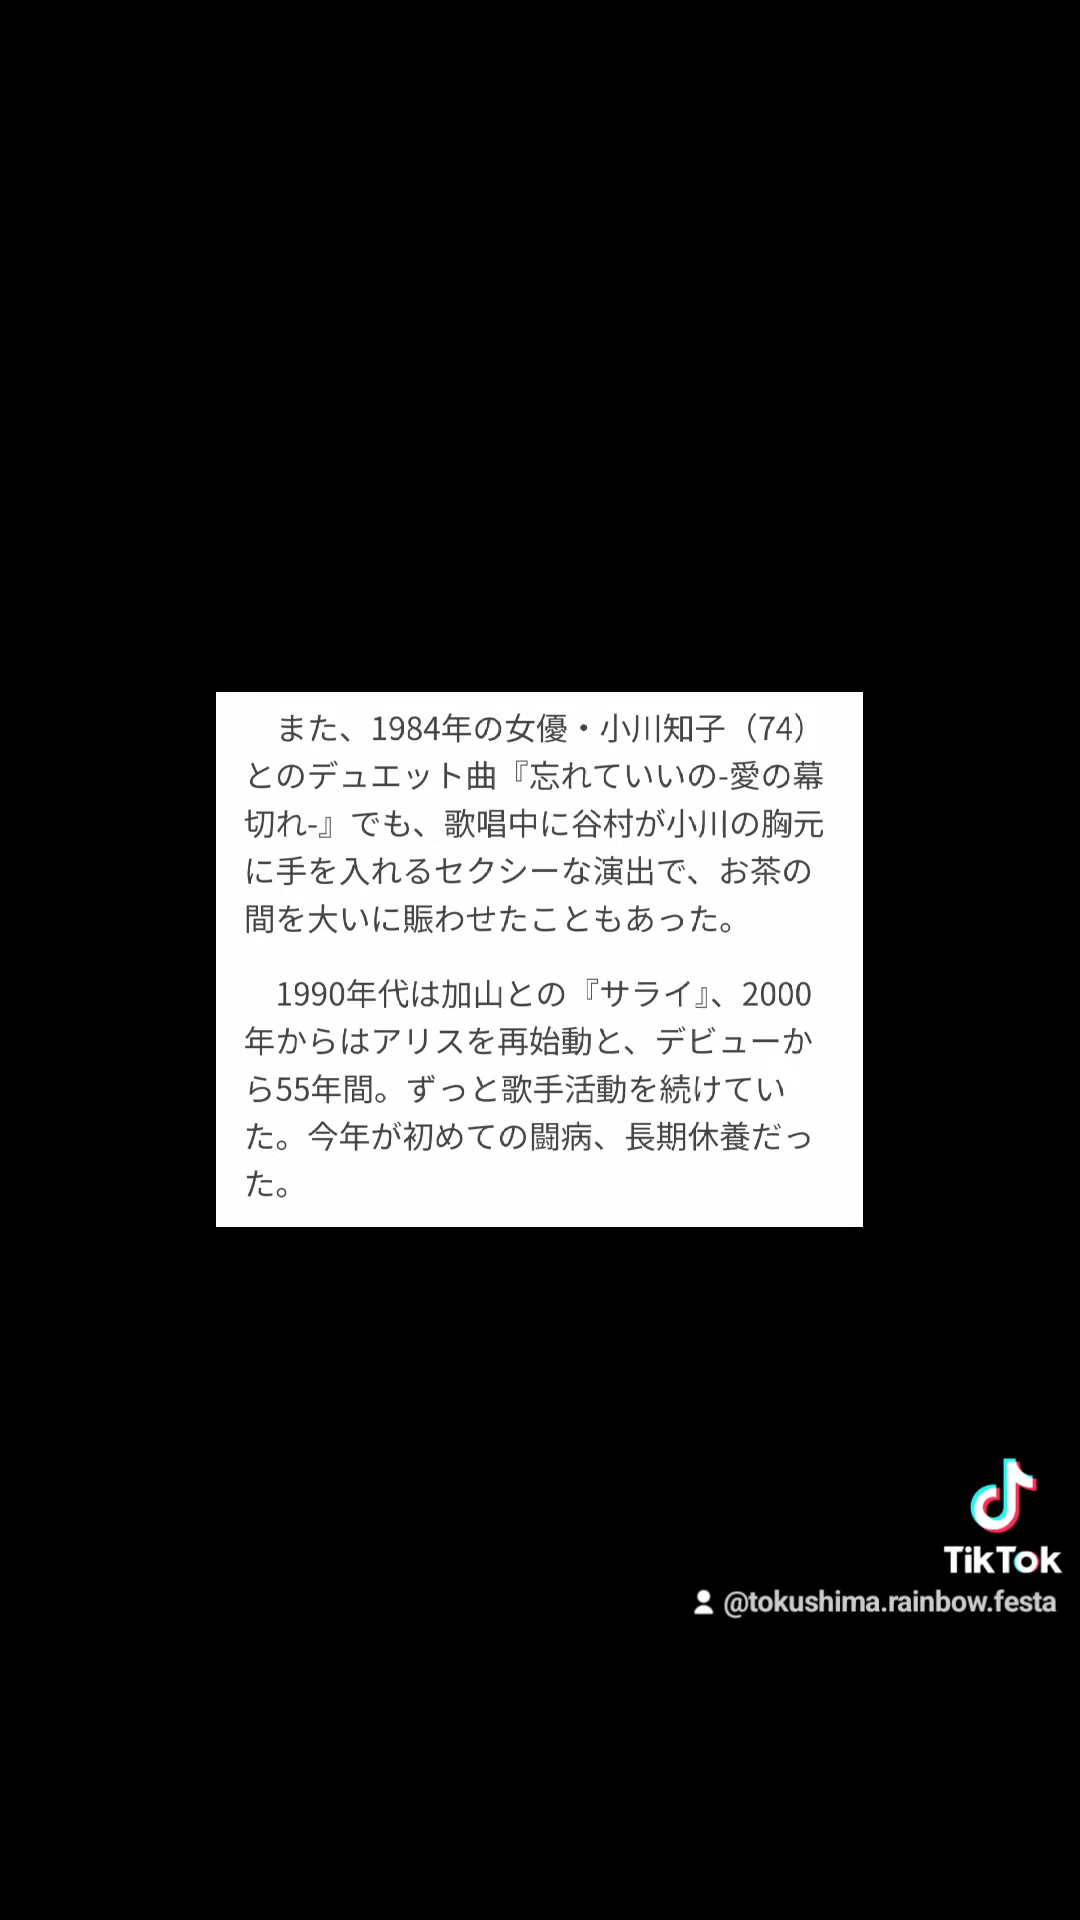 また、1984年の女優・小川知子（74）
とのデュエット曲『忘れていいの-愛の幕
切れ-』でも、歌唱中に谷村が小川の胸元
に手を入れるセクシーな演出で、お茶の
間を大いに賑わせたこともあった。
1990年代は加山との『サライ』、2000
年からはアリスを再始動と、デビューか
ら55年間。ずっと歌手活動を続けてい
た。今年が初めての闘病、長期休養だっ
た。
TikTok
@tokushima.rainbow.festa